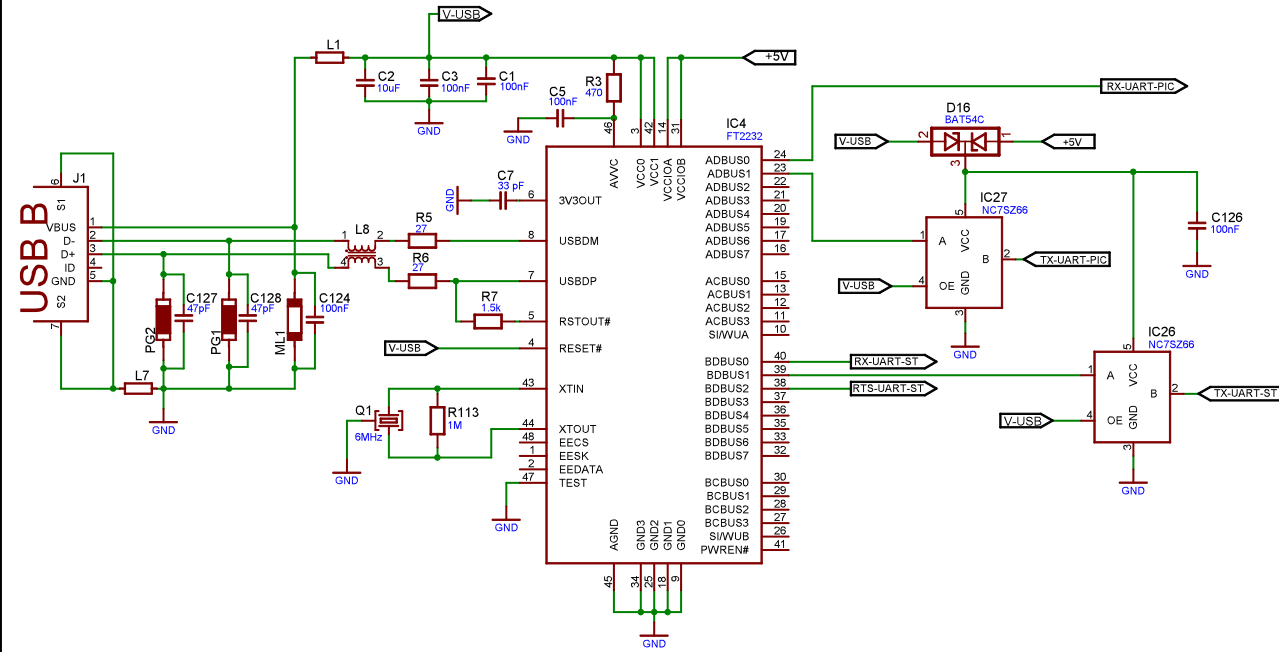 V-USB
L1
C2
10uF
C3
100nF
C1
100nF
GND
R3
470
C5
100nF
GND
+5V
46
3
42
14
31
IC4
FT2232
AVVC
VCC0
VCC1
VCCIOA
VCCIOB
RX-UART-PIC
D16
BAT54C
V-USB
2
1
3
+5V
USB B
J1
6
S1
VBUS
1
D-
2
D+
3
ID
4
GND
5
S2
7
C127
47pF
PG2
C128
47pF
PG1
C124
100nF
ML1
L7
GND
L8
1
2
4
3
R5
27
R6
27
R7
1.5k
GND
C7
33 pF
6
3V3OUT
8
USBDM
7
USBDP
5
RSTOUT#
V-USB
4
RESET#
43
XTIN
Q1
6MHz
R113
1M
GND
44
XTOUT
48
EECS
1
EESK
2
EEDATA
47
TEST
GND
ADBUS0
24
ADBUS1
23
ADBUS2
22
ADBUS3
21
ADBUS4
20
ADBUS5
19
ADBUS6
17
ADBUS7
16
ACBUS0
15
ACBUS1
13
ACBUS2
12
ACBUS3
11
SI/WUA
10
BDBUS0
40
RX-UART-ST
BDBUS1
39
BDBUS2
38
RTS-UART-ST
BDBUS3
37
BDBUS4
36
BDBUS5
35
BDBUS6
33
BDBUS7
32
BCBUS0
30
BCBUS1
29
BCBUS2
28
BCBUS3
27
SI/WUB
26
PWREN#
41
AGND
GND3
GND2
GND1
GND0
45
34
25
18
9
GND
IC27
NC7SZ66
5
1
A
VCC
B
2
TX-UART-PIC
V-USB
4
OE
GND
3
GND
C126
100nF
GND
IC26
NC7SZ66
5
1
A
VCC
B
2
TX-UART-ST
V-USB
4
OE
GND
3
GND